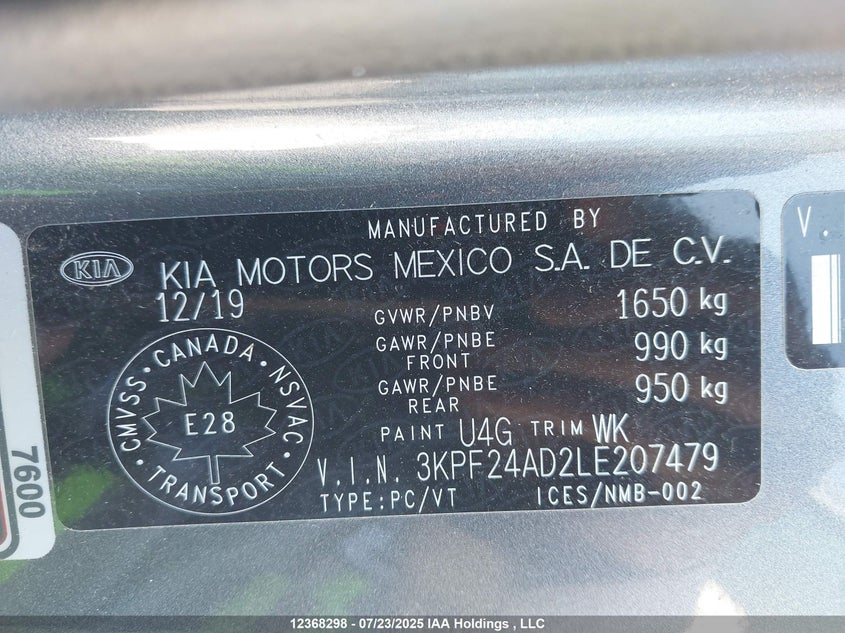 MANUFACTURED BY
KIA
KIA MOTORS MEXICO S.A. DE C.V.
12/19
GVWR/PNBV 1650 kg
GAWR/PNBE FRONT 990 kg
GAWR/PNBE REAR 950 kg
CMVSS · CANADA · NSVAC · TRANSPORT
E28
PAINT U4G TRIM WK
V.I.N. 3KPF24AD2LE207479
TYPE:PC/VT ICES/NMB-002
7600
V.
12368298 - 07/23/2025 IAA Holdings , LLC